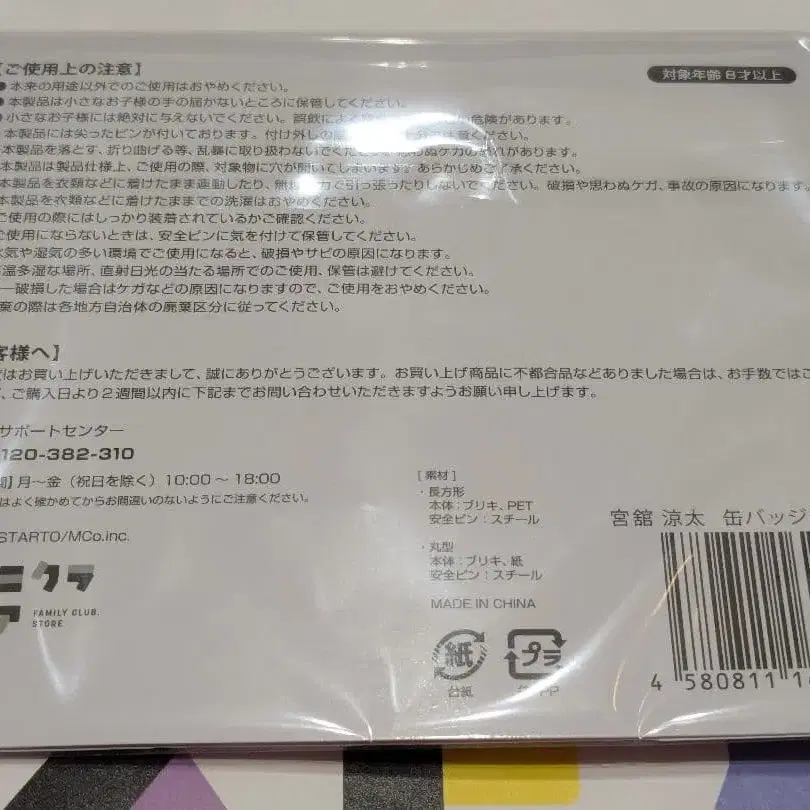 【ご使用上の注意】
対象年齢 8才以上
●本来の用途以外でのご使用はおやめください。
●本製品は小さなお子様の手の届かないところに保管してください。
●小さなお子様には絶対に与えないでください。誤飲によ 危険があります。
本製品には尖ったピンが付いております。付け外しの
本製品を落とす、折り曲げる等、乱暴に取り扱わないでくだ 思わぬケガの れがあります。
本製品は製品仕様上、ご使用の際、対象物に穴が開いてしまいます。あらかじめご了承ください。
本製品を衣類などに着けたまま運動したり、無 力で引っ張ったりしないでください。破損や思わぬケガ、事故の原因になります。
本製品を衣類などに着けたままでの洗濯はおやめください。
ご使用の際にはしっかり装着されているかご確認ください。
ご使用にならないときは、安全ピンに気を付けて保管してください。
気や湿気の多い環境でご使用になると、破損やサビの原因になります。
温多湿な場所、直射日光の当たる場所でのご使用、保管は避けてください。
一破損した場合はケガなどの原因になりますので、ご使用をおやめください。
棄の際は各地方自治体の廃棄区分に従ってください。
客様へ】
はお買い上げいただきまして、誠にありがとうございます。お買い上げ商品に不都合品などありました場合は、お手数ではご
、ご購入日より2週間以内に下記までお問い合わせいただきますようお願い申し上げます。
サポートセンター
120-382-310
間】月～金（祝日を除く）10:00～18:00
はよく確かめてからお間違いのないようにご注意ください。
STARTO/MCo.inc.
クラ
FAMILY CLUB
STORE
［素材］
・長方形
本体：ブリキ、PET
安全ピン：スチール
・丸型
本体：ブリキ、紙
安全ピン：スチール
MADE IN CHINA
紙
台紙
プラ
PP
宮舘 涼太 缶バッジ
4 580811 1